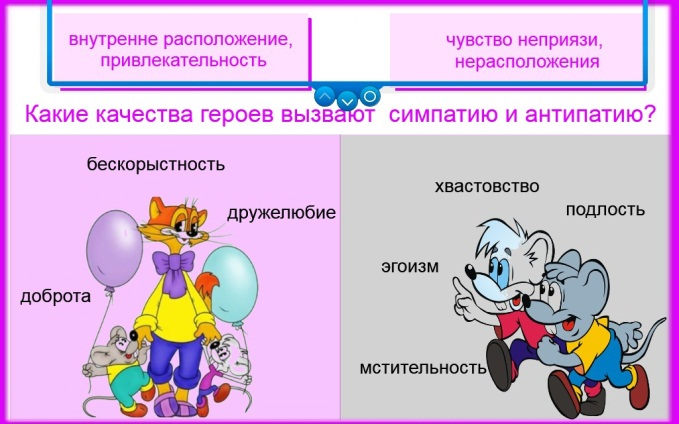 внутренне расположение,
привлекательность
чувство неприязи,
нерасположения
Какие качества героев вызвают симпатию и антипатию?
бескорыстность
дружелюбие
доброта
хвастовство
подлость
эгоизм
мстительность